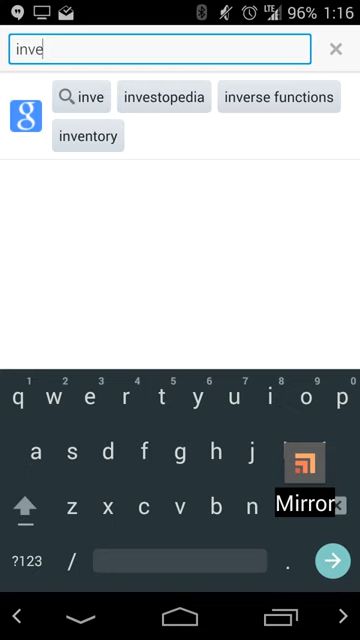 LTE 96% 1:16
inve
g inve investopedia inverse functions
inventory
1 2 3 4 5 6 7 8 9 0
q w e r t y u i o p
a s d f g h j
z x c v b n Mirror
?123 / .